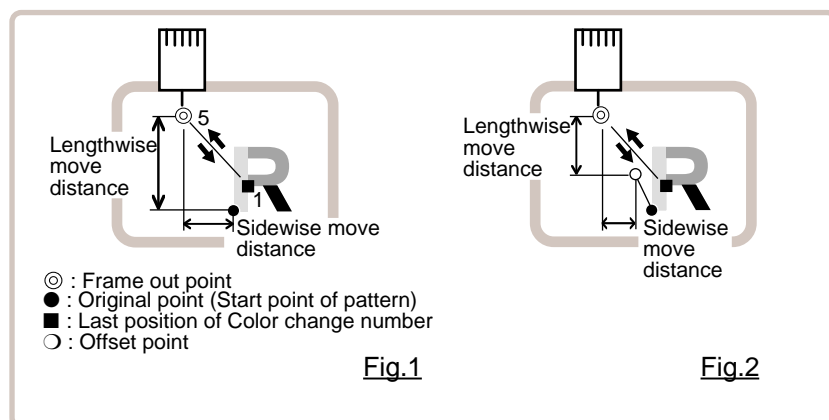 5
Lengthwise
move
distance
R
1
Sidewise move
distance
◎ : Frame out point
● : Original point (Start point of pattern)
■ : Last position of Color change number
❍ : Offset point
Fig.1
Lengthwise
move
distance
R
Sidewise
move
distance
Fig.2